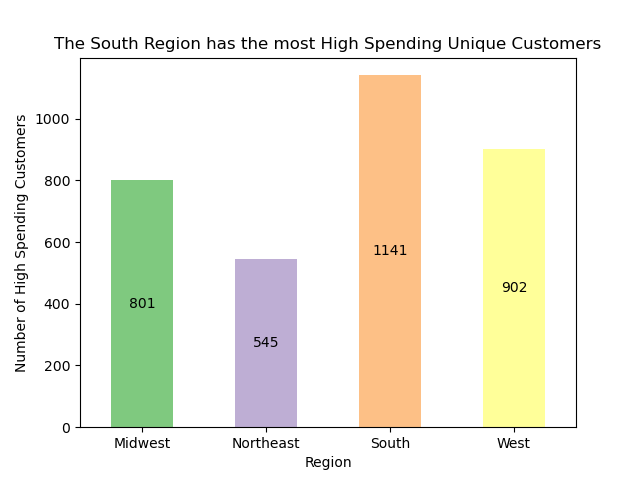 The South Region has the most High Spending Unique Customers
Number of High Spending Customers
1000
800
600
400
200
0
801
545
1141
902
Midwest
Northeast
South
West
Region